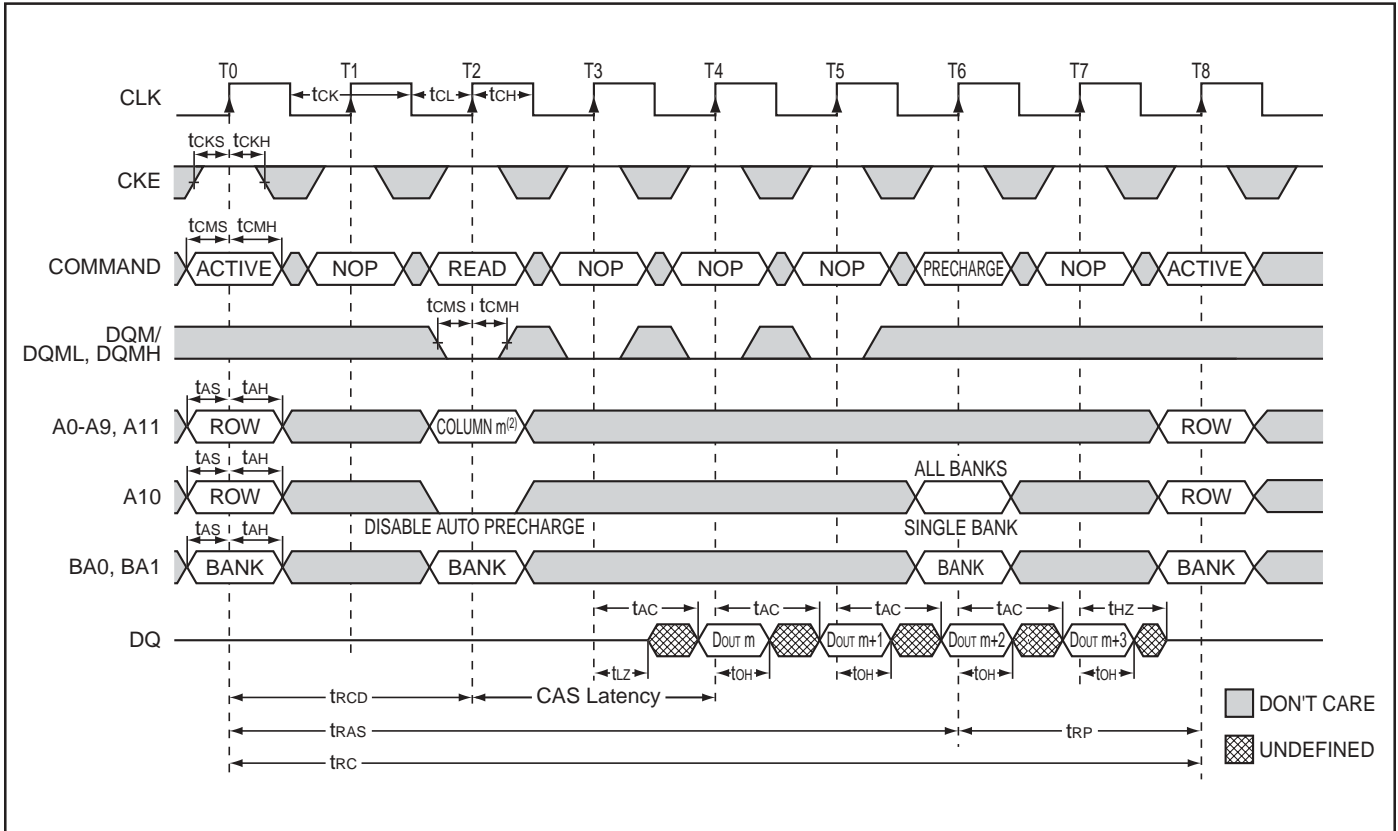 T0 T1 T2 T3 T4 T5 T6 T7 T8
CLK tCK tCL tCH
tCKS tCKH
CKE
tCMS tCMH
COMMAND ACTIVE NOP READ NOP NOP NOP PRECHARGE NOP ACTIVE
tCMS tCMH
DQM/
DQML, DQMH
tAS tAH
A0-A9, A11 ROW COLUMN m(2) ROW
tAS tAH ALL BANKS
A10 ROW ROW
DISABLE AUTO PRECHARGE SINGLE BANK
tAS tAH
BA0, BA1 BANK BANK BANK BANK
tAC tAC tAC tAC tHZ
DQ DOUT m DOUT m+1 DOUT m+2 DOUT m+3
tLZ tOH tOH tOH tOH
tRCD CAS Latency
DON'T CARE
tRAS tRP
UNDEFINED
tRC